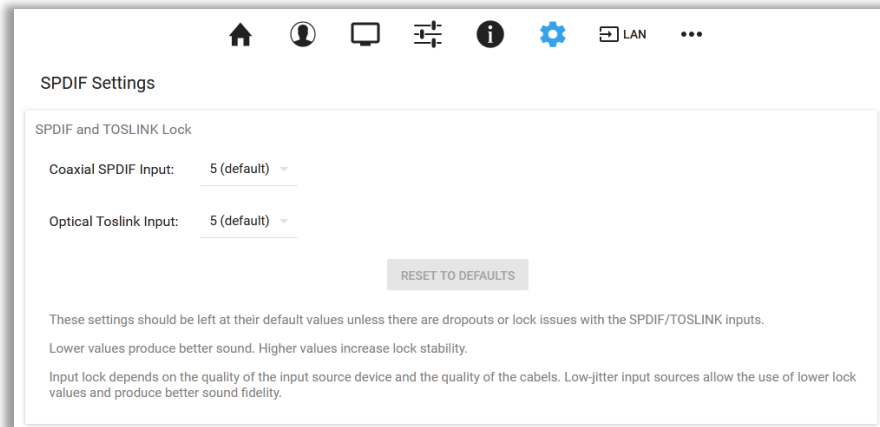 LAN
SPDIF Settings
SPDIF and TOSLINK Lock
Coaxial SPDIF Input: 5 (default)
Optical Toslink Input: 5 (default)
RESET TO DEFAULTS
These settings should be left at their default values unless there are dropouts or lock issues with the SPDIF/TOSLINK inputs.
Lower values produce better sound. Higher values increase lock stability.
Input lock depends on the quality of the input source device and the quality of the cabels. Low-jitter input sources allow the use of lower lock
values and produce better sound fidelity.